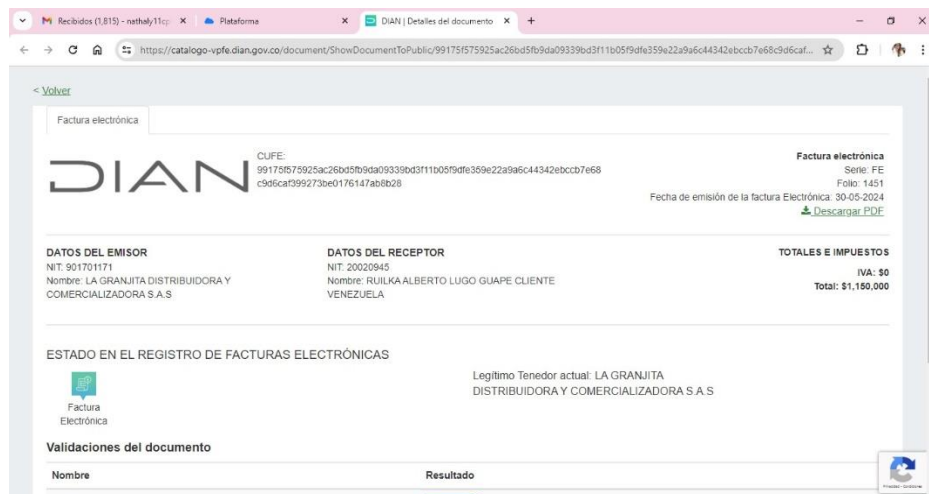 Recibidos (1,815) - nathaly11cp
Plataforma
DIAN | Detalles del documento
https://catalogo-vpfe.dian.gov.co/document/ShowDocumentToPublic/99175f575925ac26bd5fb9da09339bd3f11b05f9dfe359e22a9a6c44342ebccb7e68c9d6caf...
< Volver
Factura electrónica
DIAN
CUFE:
99175f575925ac26bd5fb9da09339bd3f11b05f9dfe359e22a9a6c44342ebccb7e68
c9d6caf399273be0176147ab8b28
Factura electrónica
Serie: FE
Folio: 1451
Fecha de emisión de la factura Electrónica: 30-05-2024
Descargar PDF
DATOS DEL EMISOR
NIT: 901701171
Nombre: LA GRANJITA DISTRIBUIDORA Y
COMERCIALIZADORA S.A.S
DATOS DEL RECEPTOR
NIT: 20020945
Nombre: RUILKA ALBERTO LUGO GUAPE CLIENTE
VENEZUELA
TOTALES E IMPUESTOS
IVA: $0
Total: $1,150,000
ESTADO EN EL REGISTRO DE FACTURAS ELECTRÓNICAS
Factura
Electrónica
Legítimo Tenedor actual: LA GRANJITA
DISTRIBUIDORA Y COMERCIALIZADORA S.A.S
Validaciones del documento
Nombre
Resultado